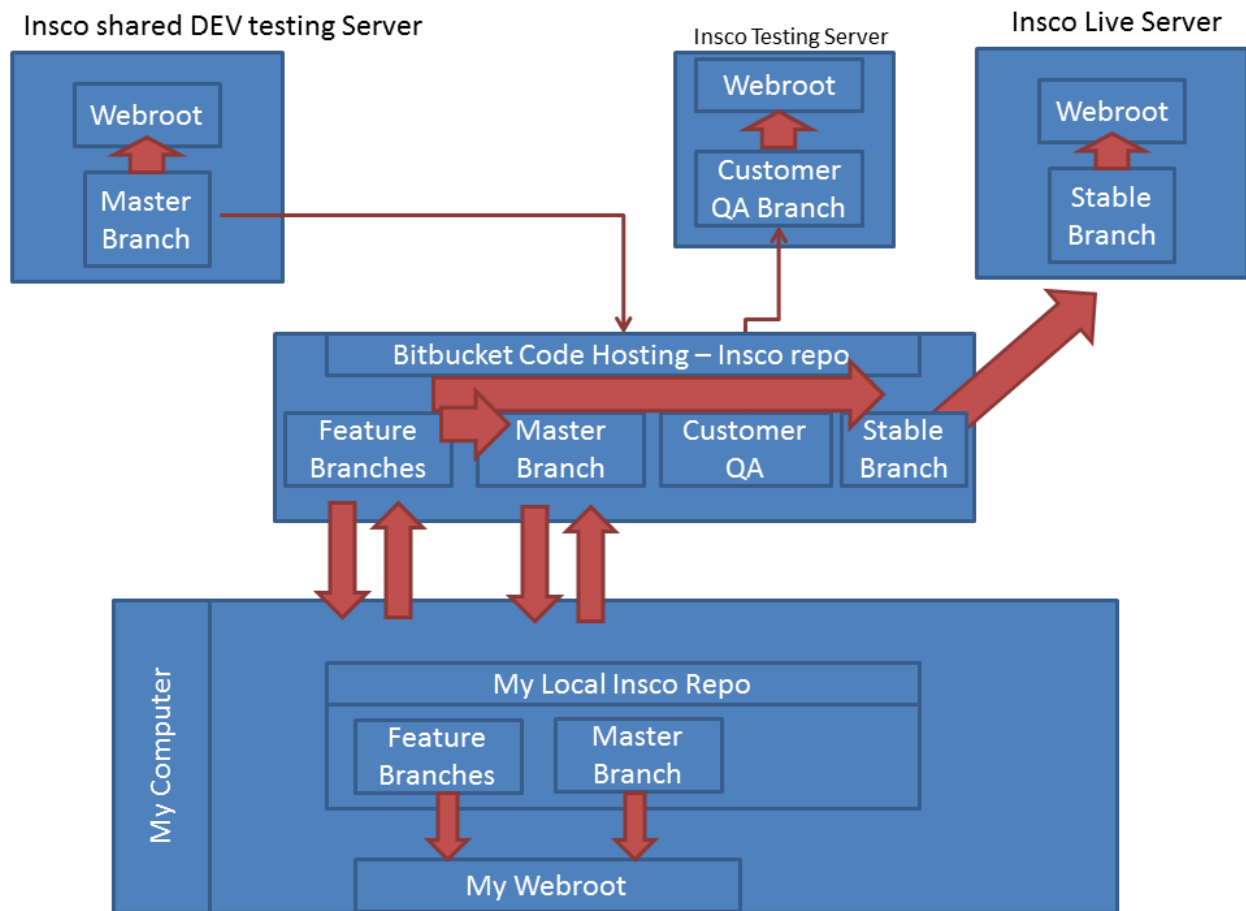 Insco shared DEV testing Server
Insco Testing Server
Insco Live Server
Webroot
Master
Branch
Webroot
Customer
QA Branch
Webroot
Stable
Branch
Bitbucket Code Hosting – Insco repo
Feature
Branches
Master
Branch
Customer
QA
Stable
Branch
My Computer
My Local Insco Repo
Feature
Branches
Master
Branch
My Webroot